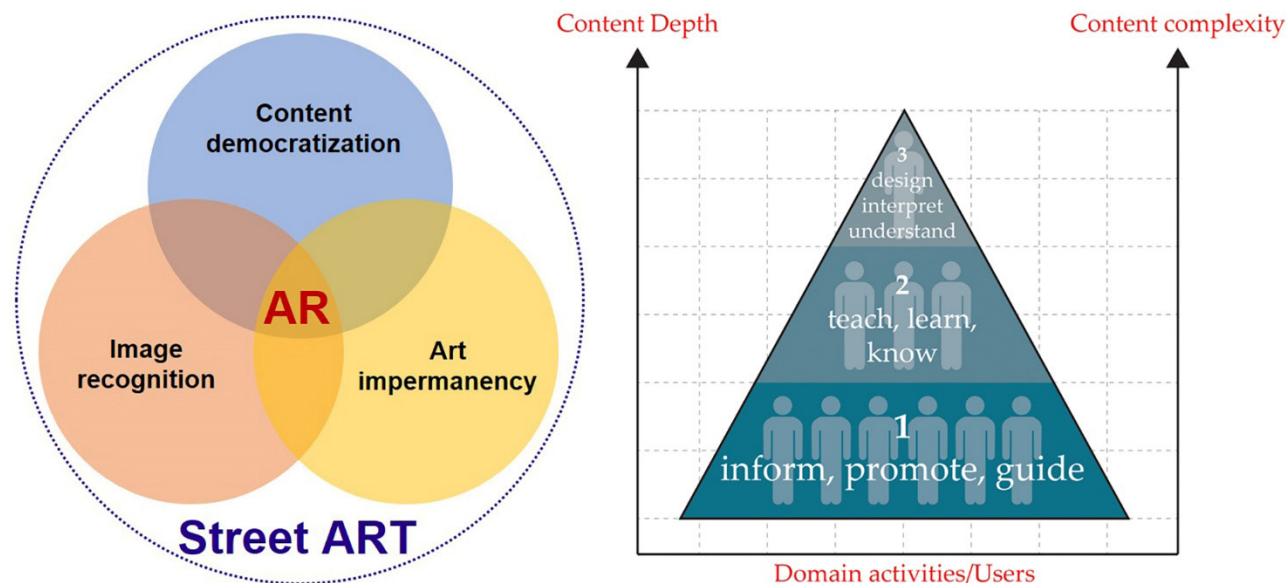 Content
democratization
Image
recognition
AR
Art
impermanency
Street ART
Content Depth
Content complexity
3
design
interpret
understand
2
teach, learn,
know
1
inform, promote, guide
Domain activities/Users